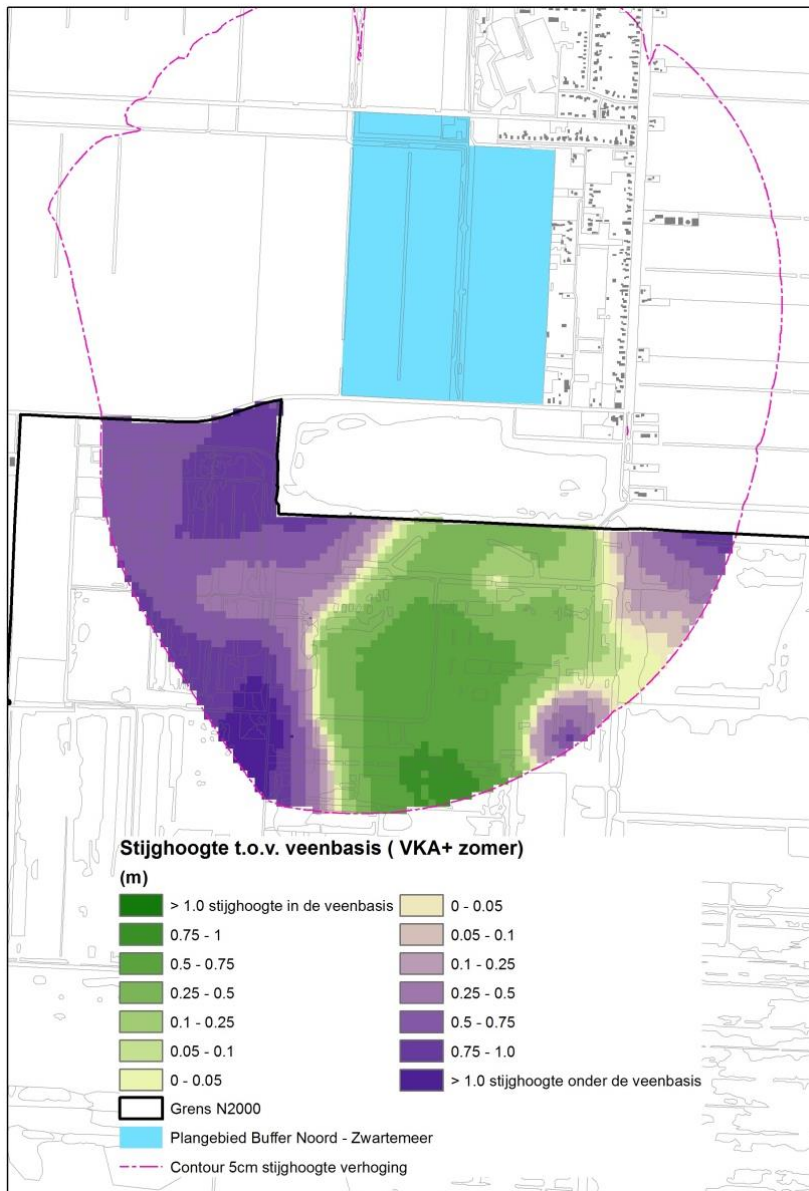 Stijghoogte t.o.v. veenbasis ( VKA+ zomer)
(m)
> 1.0 stijghoogte in de veenbasis
0.75 - 1
0.5 - 0.75
0.25 - 0.5
0.1 - 0.25
0.05 - 0.1
0 - 0.05
0 - 0.05
0.05 - 0.1
0.1 - 0.25
0.25 - 0.5
0.5 - 0.75
0.75 - 1.0
> 1.0 stijghoogte onder de veenbasis
Grens N2000
Plangebied Buffer Noord - Zwartemeer
Contour 5cm stijghoogte verhoging